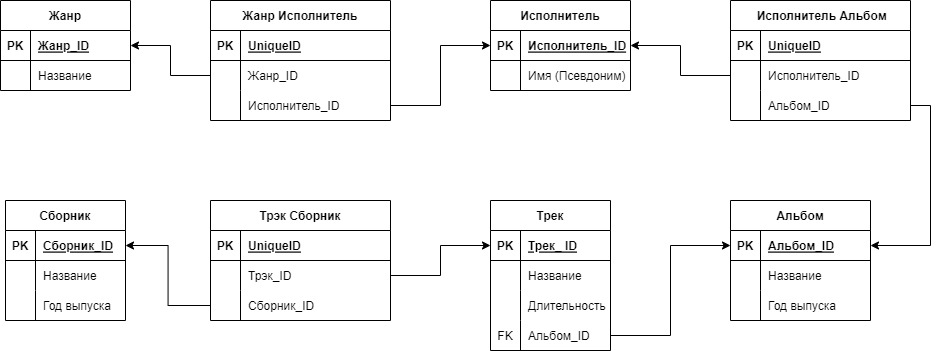 Жанр
PK Жанр_ID
Название
Жанр Исполнитель
PK UniqueID
Жанр_ID
Исполнитель_ID
Исполнитель
PK Исполнитель_ID
Имя (Псевдоним)
Исполнитель Альбом
PK UniqueID
Исполнитель_ID
Альбом_ID
Сборник
PK Сборник_ID
Название
Год выпуска
Трэк Сборник
PK UniqueID
Трэк_ID
Сборник_ID
Трек
PK Трек_ID
Название
Длительность
FK Альбом_ID
Альбом
PK Альбом_ID
Название
Год выпуска